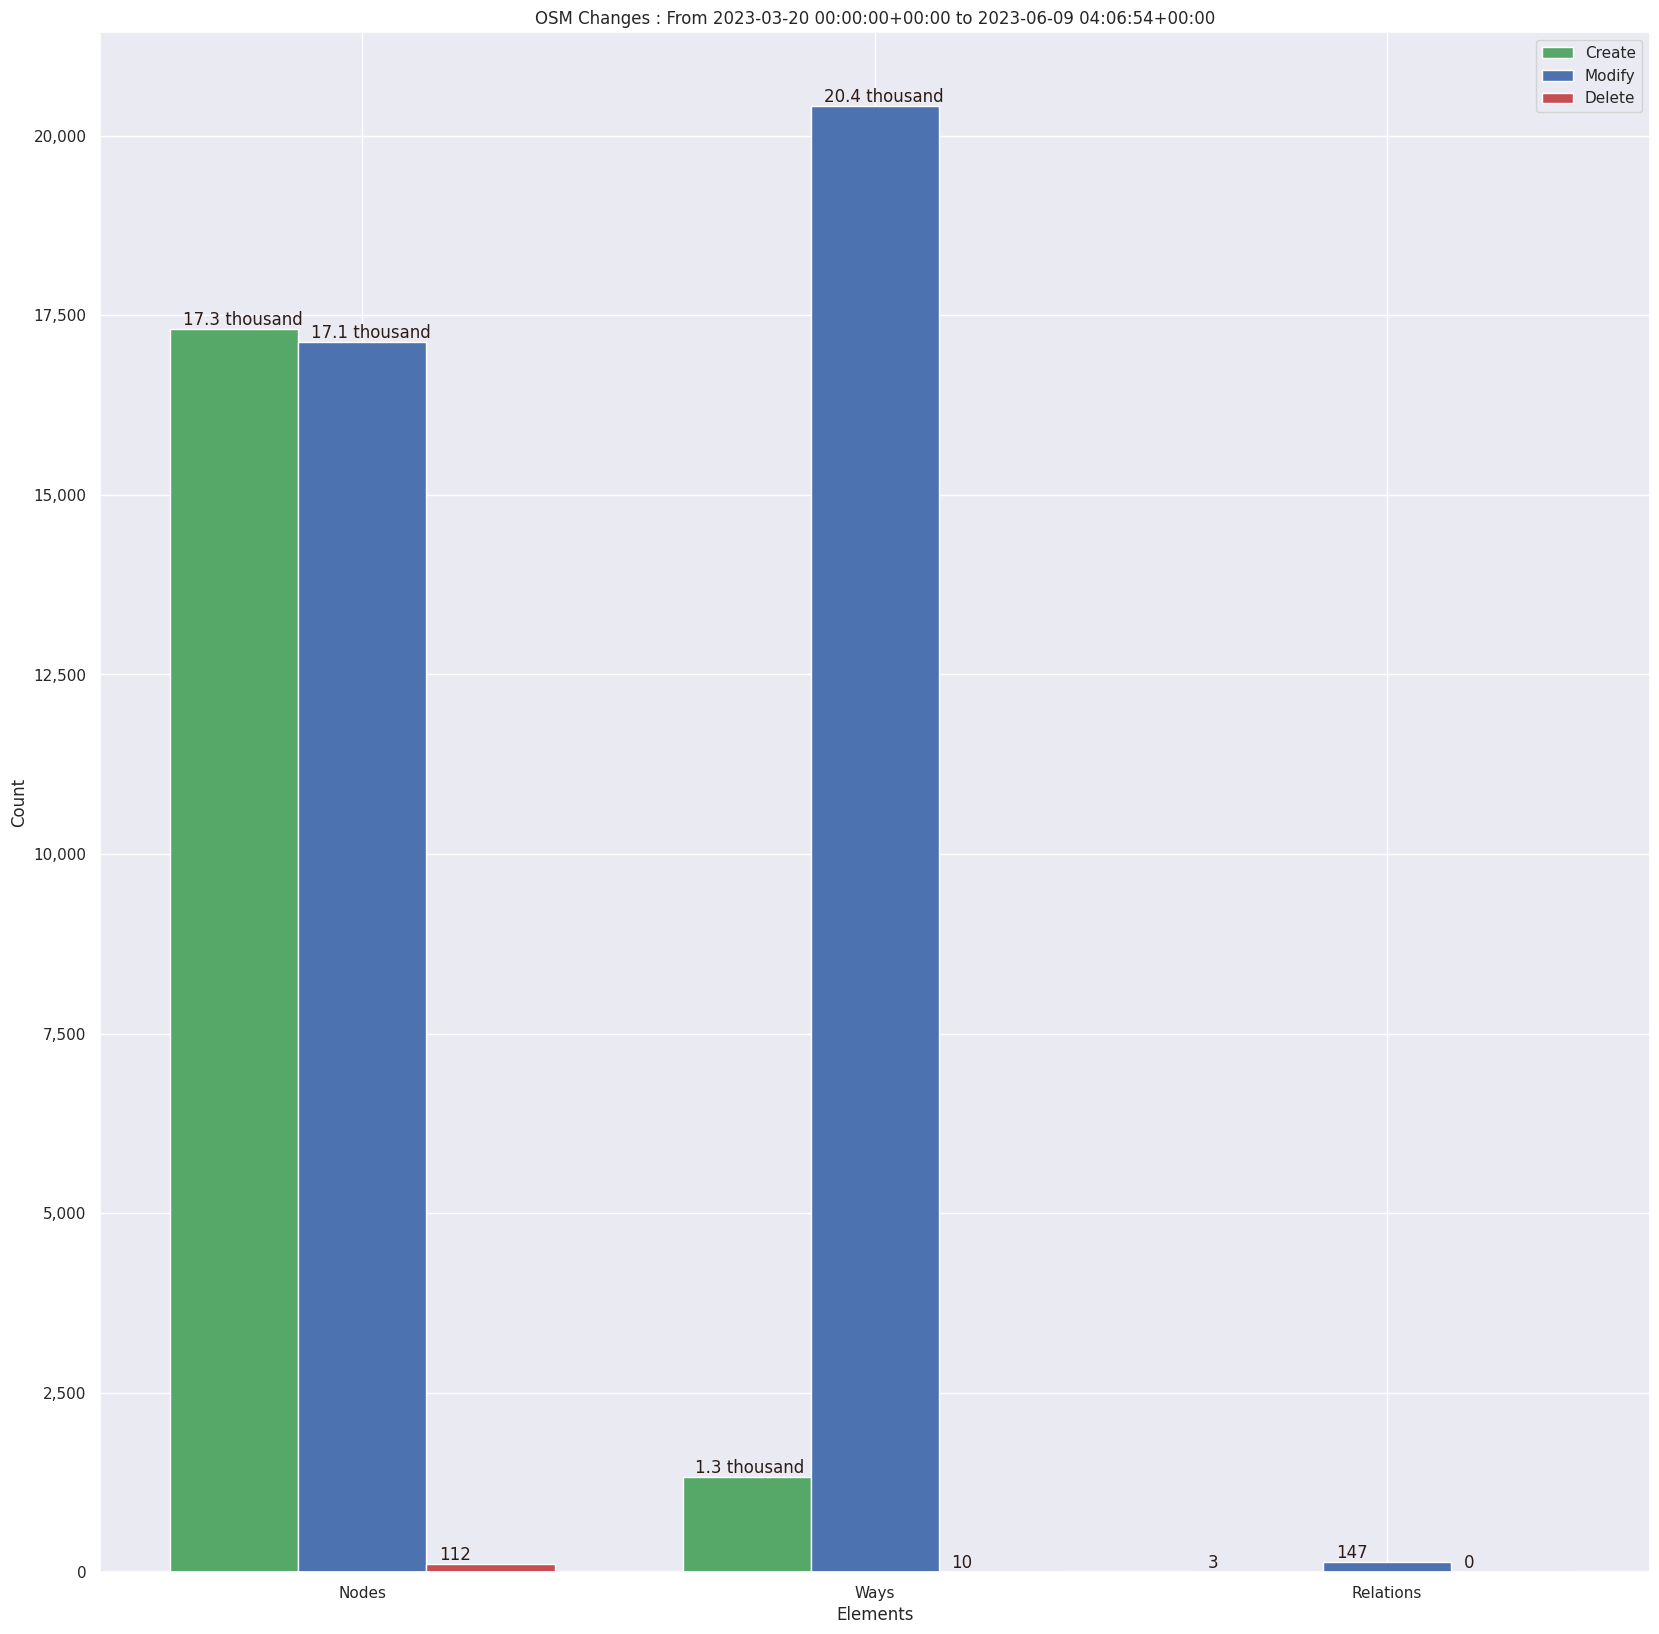 OSM Changes : From 2023-03-20 00:00:00+00:00 to 2023-06-09 04:06:54+00:00
Create
Modify
Delete
20.4 thousand
20,000
17,500
17.3 thousand
17.1 thousand
15,000
12,500
Count
10,000
7,500
5,000
2,500
1.3 thousand
112
10
3
147
0
0
Nodes
Ways
Relations
Elements